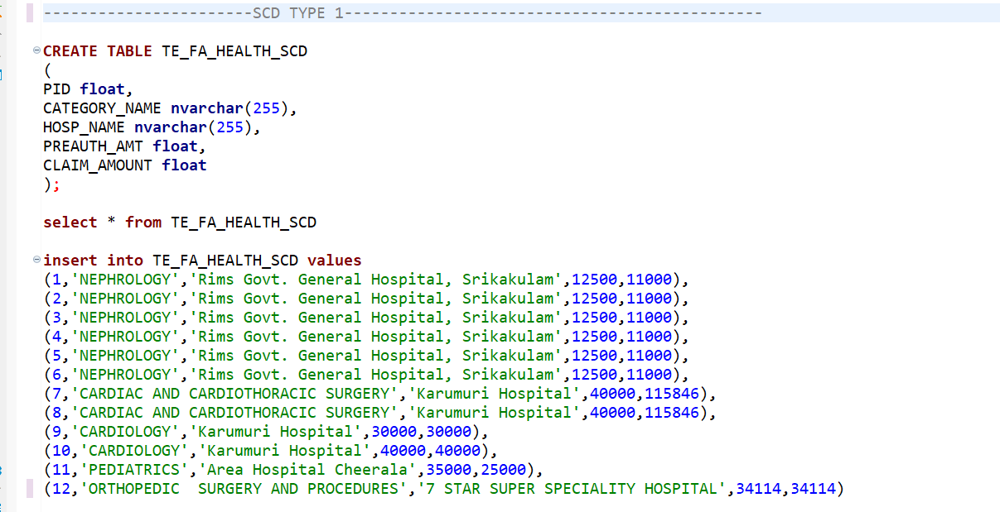 -----------------------SCD TYPE 1----------------------------------------------
CREATE TABLE TE_FA_HEALTH_SCD
(
PID float,
CATEGORY_NAME nvarchar(255),
HOSP_NAME nvarchar(255),
PREAUTH_AMT float,
CLAIM_AMOUNT float
);
select * from TE_FA_HEALTH_SCD
insert into TE_FA_HEALTH_SCD values
(1,'NEPHROLOGY','Rims Govt. General Hospital, Srikakulam',12500,11000),
(2,'NEPHROLOGY','Rims Govt. General Hospital, Srikakulam',12500,11000),
(3,'NEPHROLOGY','Rims Govt. General Hospital, Srikakulam',12500,11000),
(4,'NEPHROLOGY','Rims Govt. General Hospital, Srikakulam',12500,11000),
(5,'NEPHROLOGY','Rims Govt. General Hospital, Srikakulam',12500,11000),
(6,'NEPHROLOGY','Rims Govt. General Hospital, Srikakulam',12500,11000),
(7,'CARDIAC AND CARDIOTHORACIC SURGERY','Karumuri Hospital',40000,115846),
(8,'CARDIAC AND CARDIOTHORACIC SURGERY','Karumuri Hospital',40000,115846),
(9,'CARDIOLOGY','Karumuri Hospital',30000,30000),
(10,'CARDIOLOGY','Karumuri Hospital',40000,40000),
(11,'PEDIATRICS','Area Hospital Cheerala',35000,25000),
(12,'ORTHOPEDIC  SURGERY AND PROCEDURES','7 STAR SUPER SPECIALITY HOSPITAL',34114,34114)